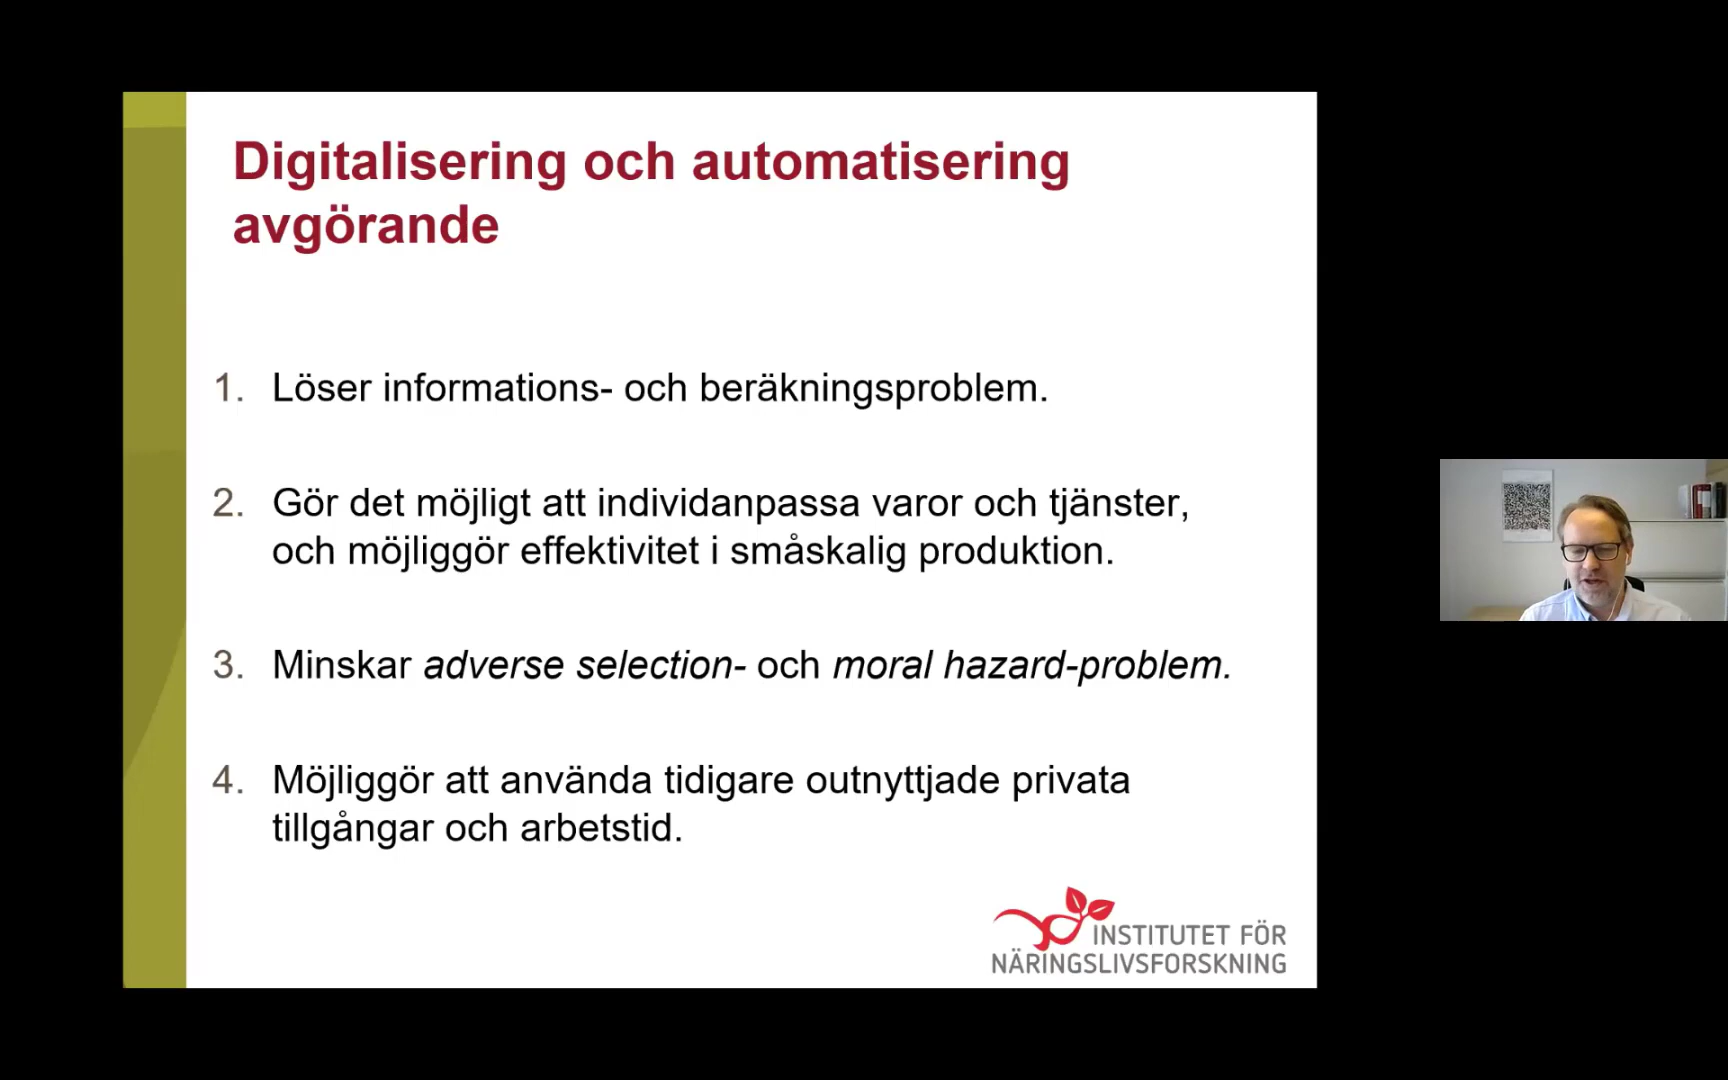 Digitalisering och automatisering
avgörande
1. Löser informations- och beräkningsproblem.
2. Gör det möjligt att individanpassa varor och tjänster,
och möjliggör effektivitet i småskalig produktion.
3. Minskar adverse selection- och moral hazard-problem.
4. Möjliggör att använda tidigare outnyttjade privata
tillgångar och arbetstid.
INSTITUTET FÖR
NÄRINGSLIVSFORSKNING